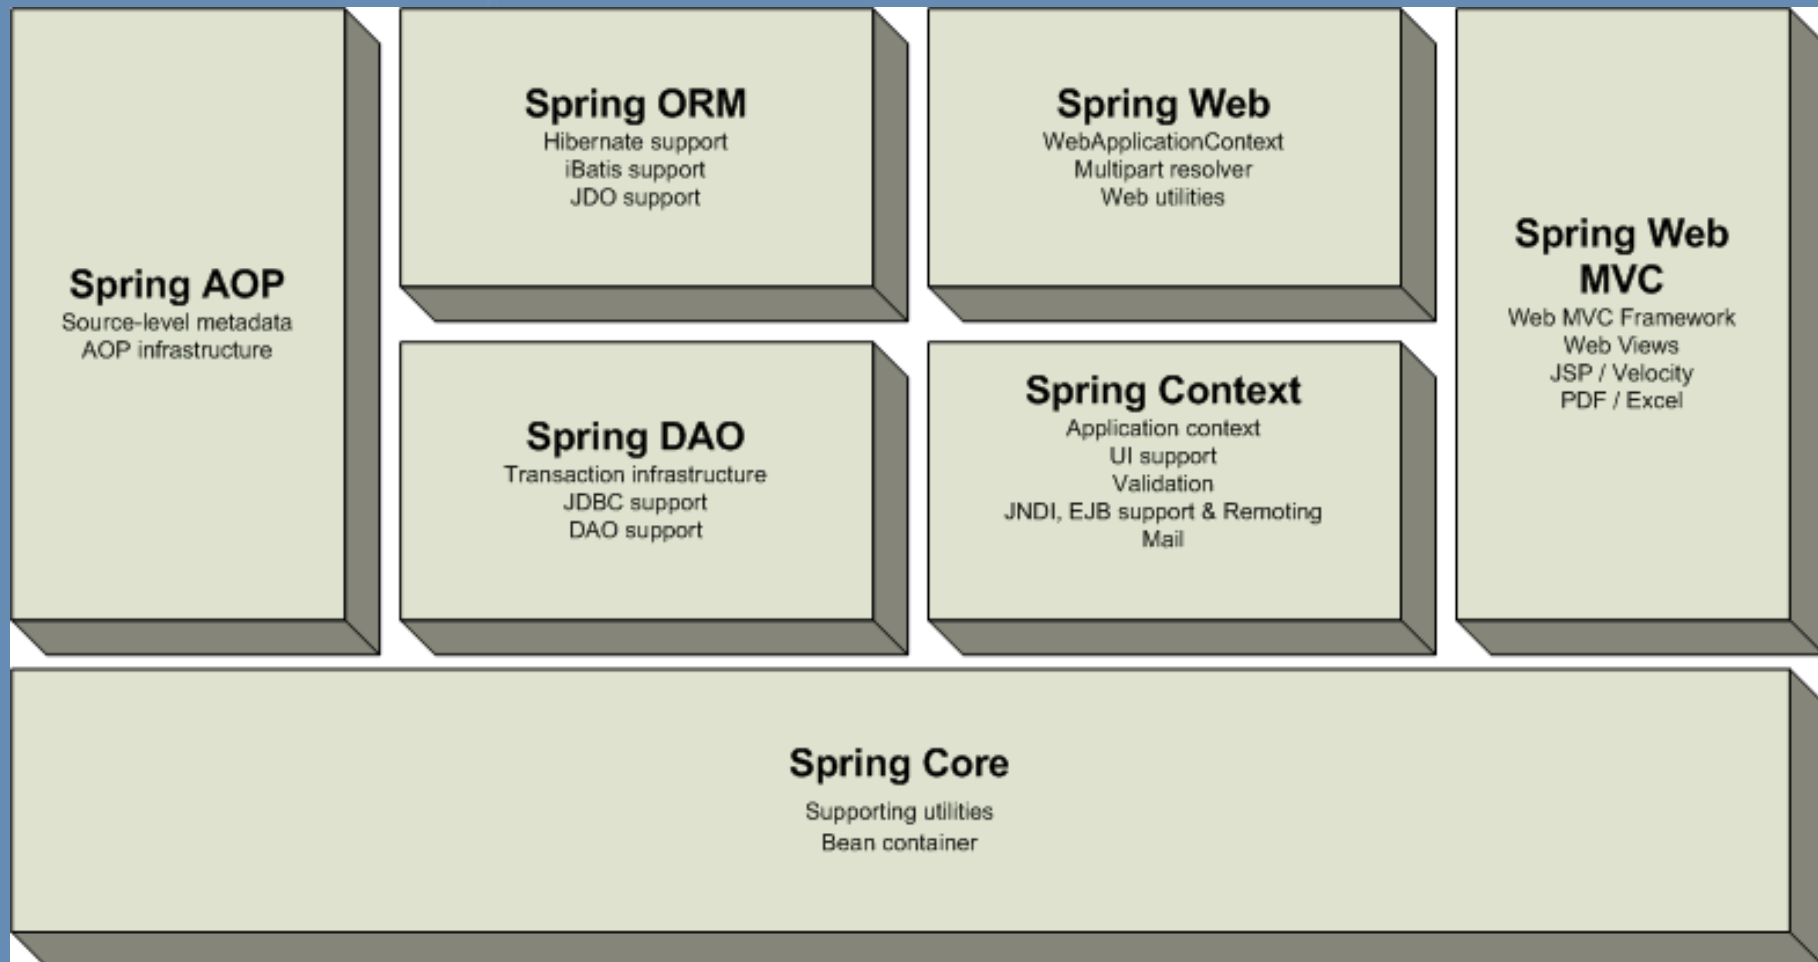 Spring AOP
Source-level metadata
AOP infrastructure
Spring ORM
Hibernate support
iBatis support
JDO support
Spring Web
WebApplicationContext
Multipart resolver
Web utilities
Spring DAO
Transaction infrastructure
JDBC support
DAO support
Spring Context
Application context
UI support
Validation
JNDI, EJB support & Remoting
Mail
Spring Web
MVC
Web MVC Framework
Web Views
JSP / Velocity
PDF / Excel
Spring Core
Supporting utilities
Bean container